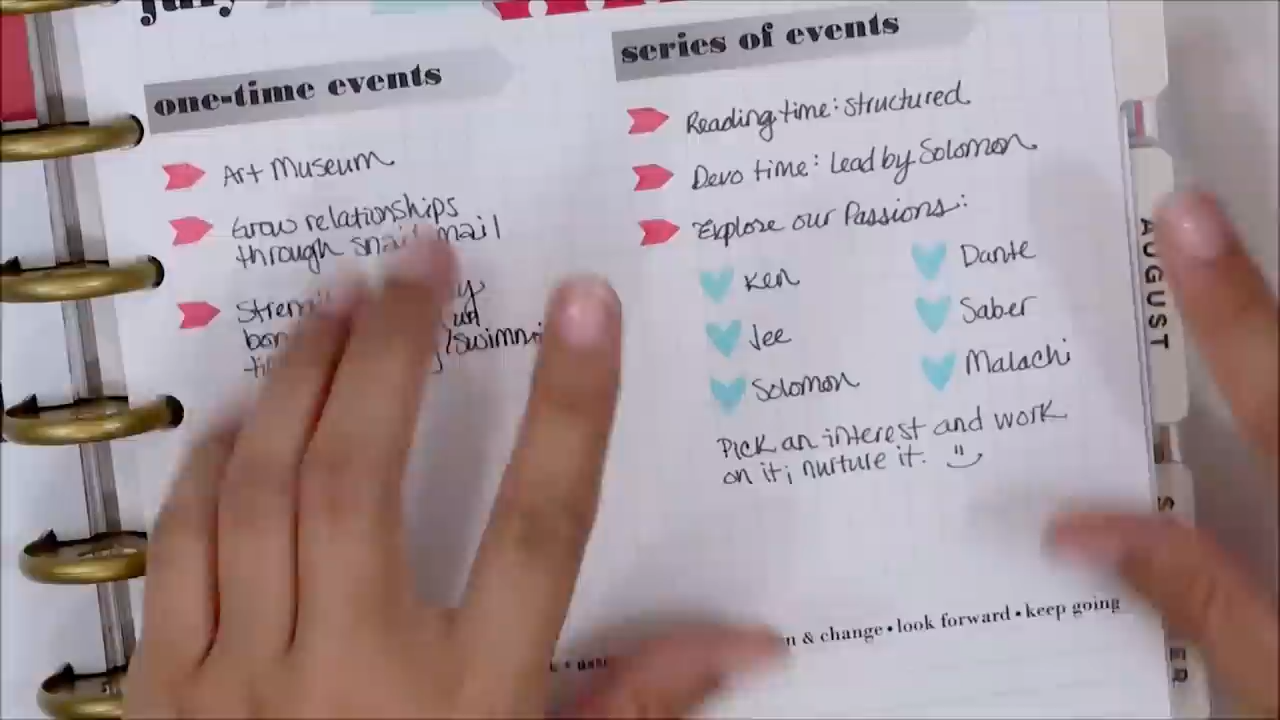 july
one-time events
Art Museum
Grow relationships
through snail mail
series of events
Reading time: structured
Devo time: Lead by Solomon
Explore our Passions:
Ken
Jee
Solomon
Dante
Saber
Malachi
Pick an interest and work
on it; nurture it. :)
& change • look forward • keep going
AUGUST